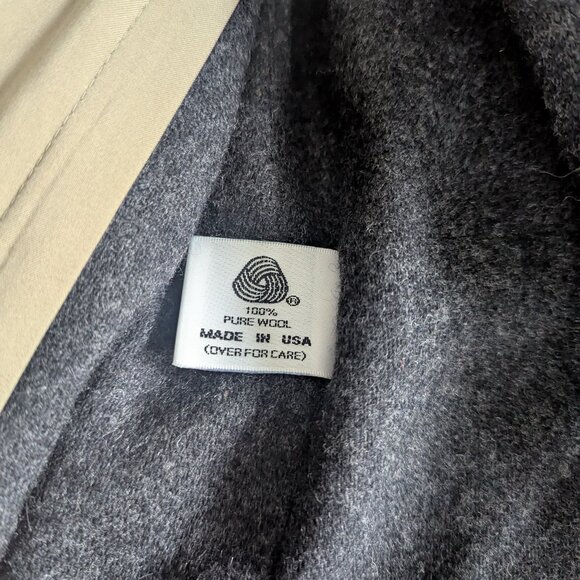 ®
100%
PURE WOOL
MADE IN USA
(OVER FOR CARE)